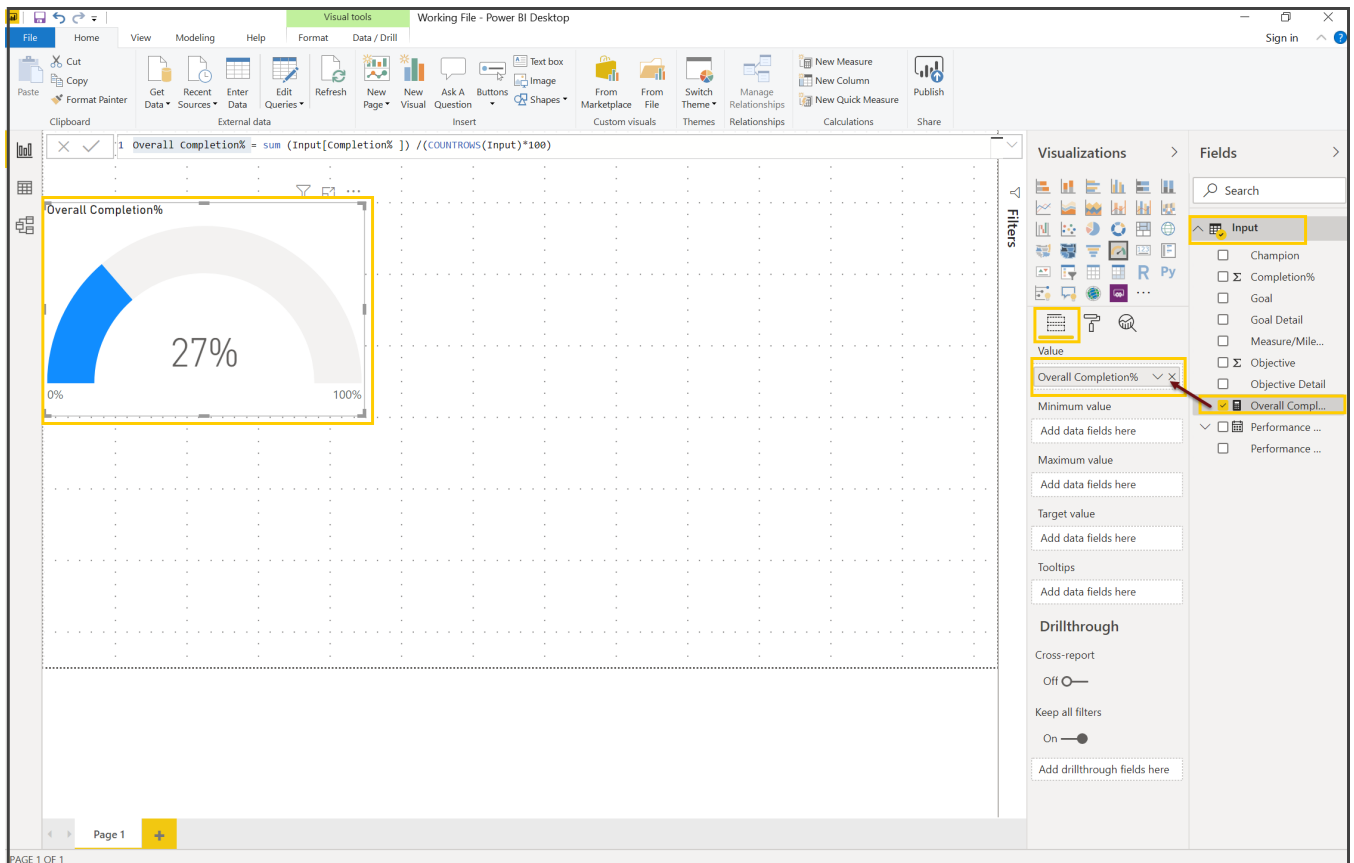 Visual tools
Working File - Power BI Desktop
File
Home
View
Modeling
Help
Format
Data / Drill
Sign in
?
Paste
Cut
Copy
Format Painter
Clipboard
Get Data
Recent Sources
Enter Data
Edit Queries
Refresh
External data
New Page
New Visual
Ask A Question
Buttons
Text box
Image
Shapes
Insert
From Marketplace
From File
Custom visuals
Switch Theme
Themes
Manage Relationships
Relationships
New Measure
New Column
New Quick Measure
Calculations
Publish
Share
1 Overall Completion% = sum (Input[Completion% ]) /(COUNTROWS(Input)*100)
Overall Completion%
27%
0%
100%
Filters
Visualizations
R
Py
Value
Overall Completion%
Minimum value
Add data fields here
Maximum value
Add data fields here
Target value
Add data fields here
Tooltips
Add data fields here
Drillthrough
Cross-report
Off
Keep all filters
On
Add drillthrough fields here
Fields
Search
Input
Champion
Σ Completion%
Goal
Goal Detail
Measure/Mile...
Σ Objective
Objective Detail
Overall Compl...
Performance ...
Performance ...
Page 1
PAGE 1 OF 1